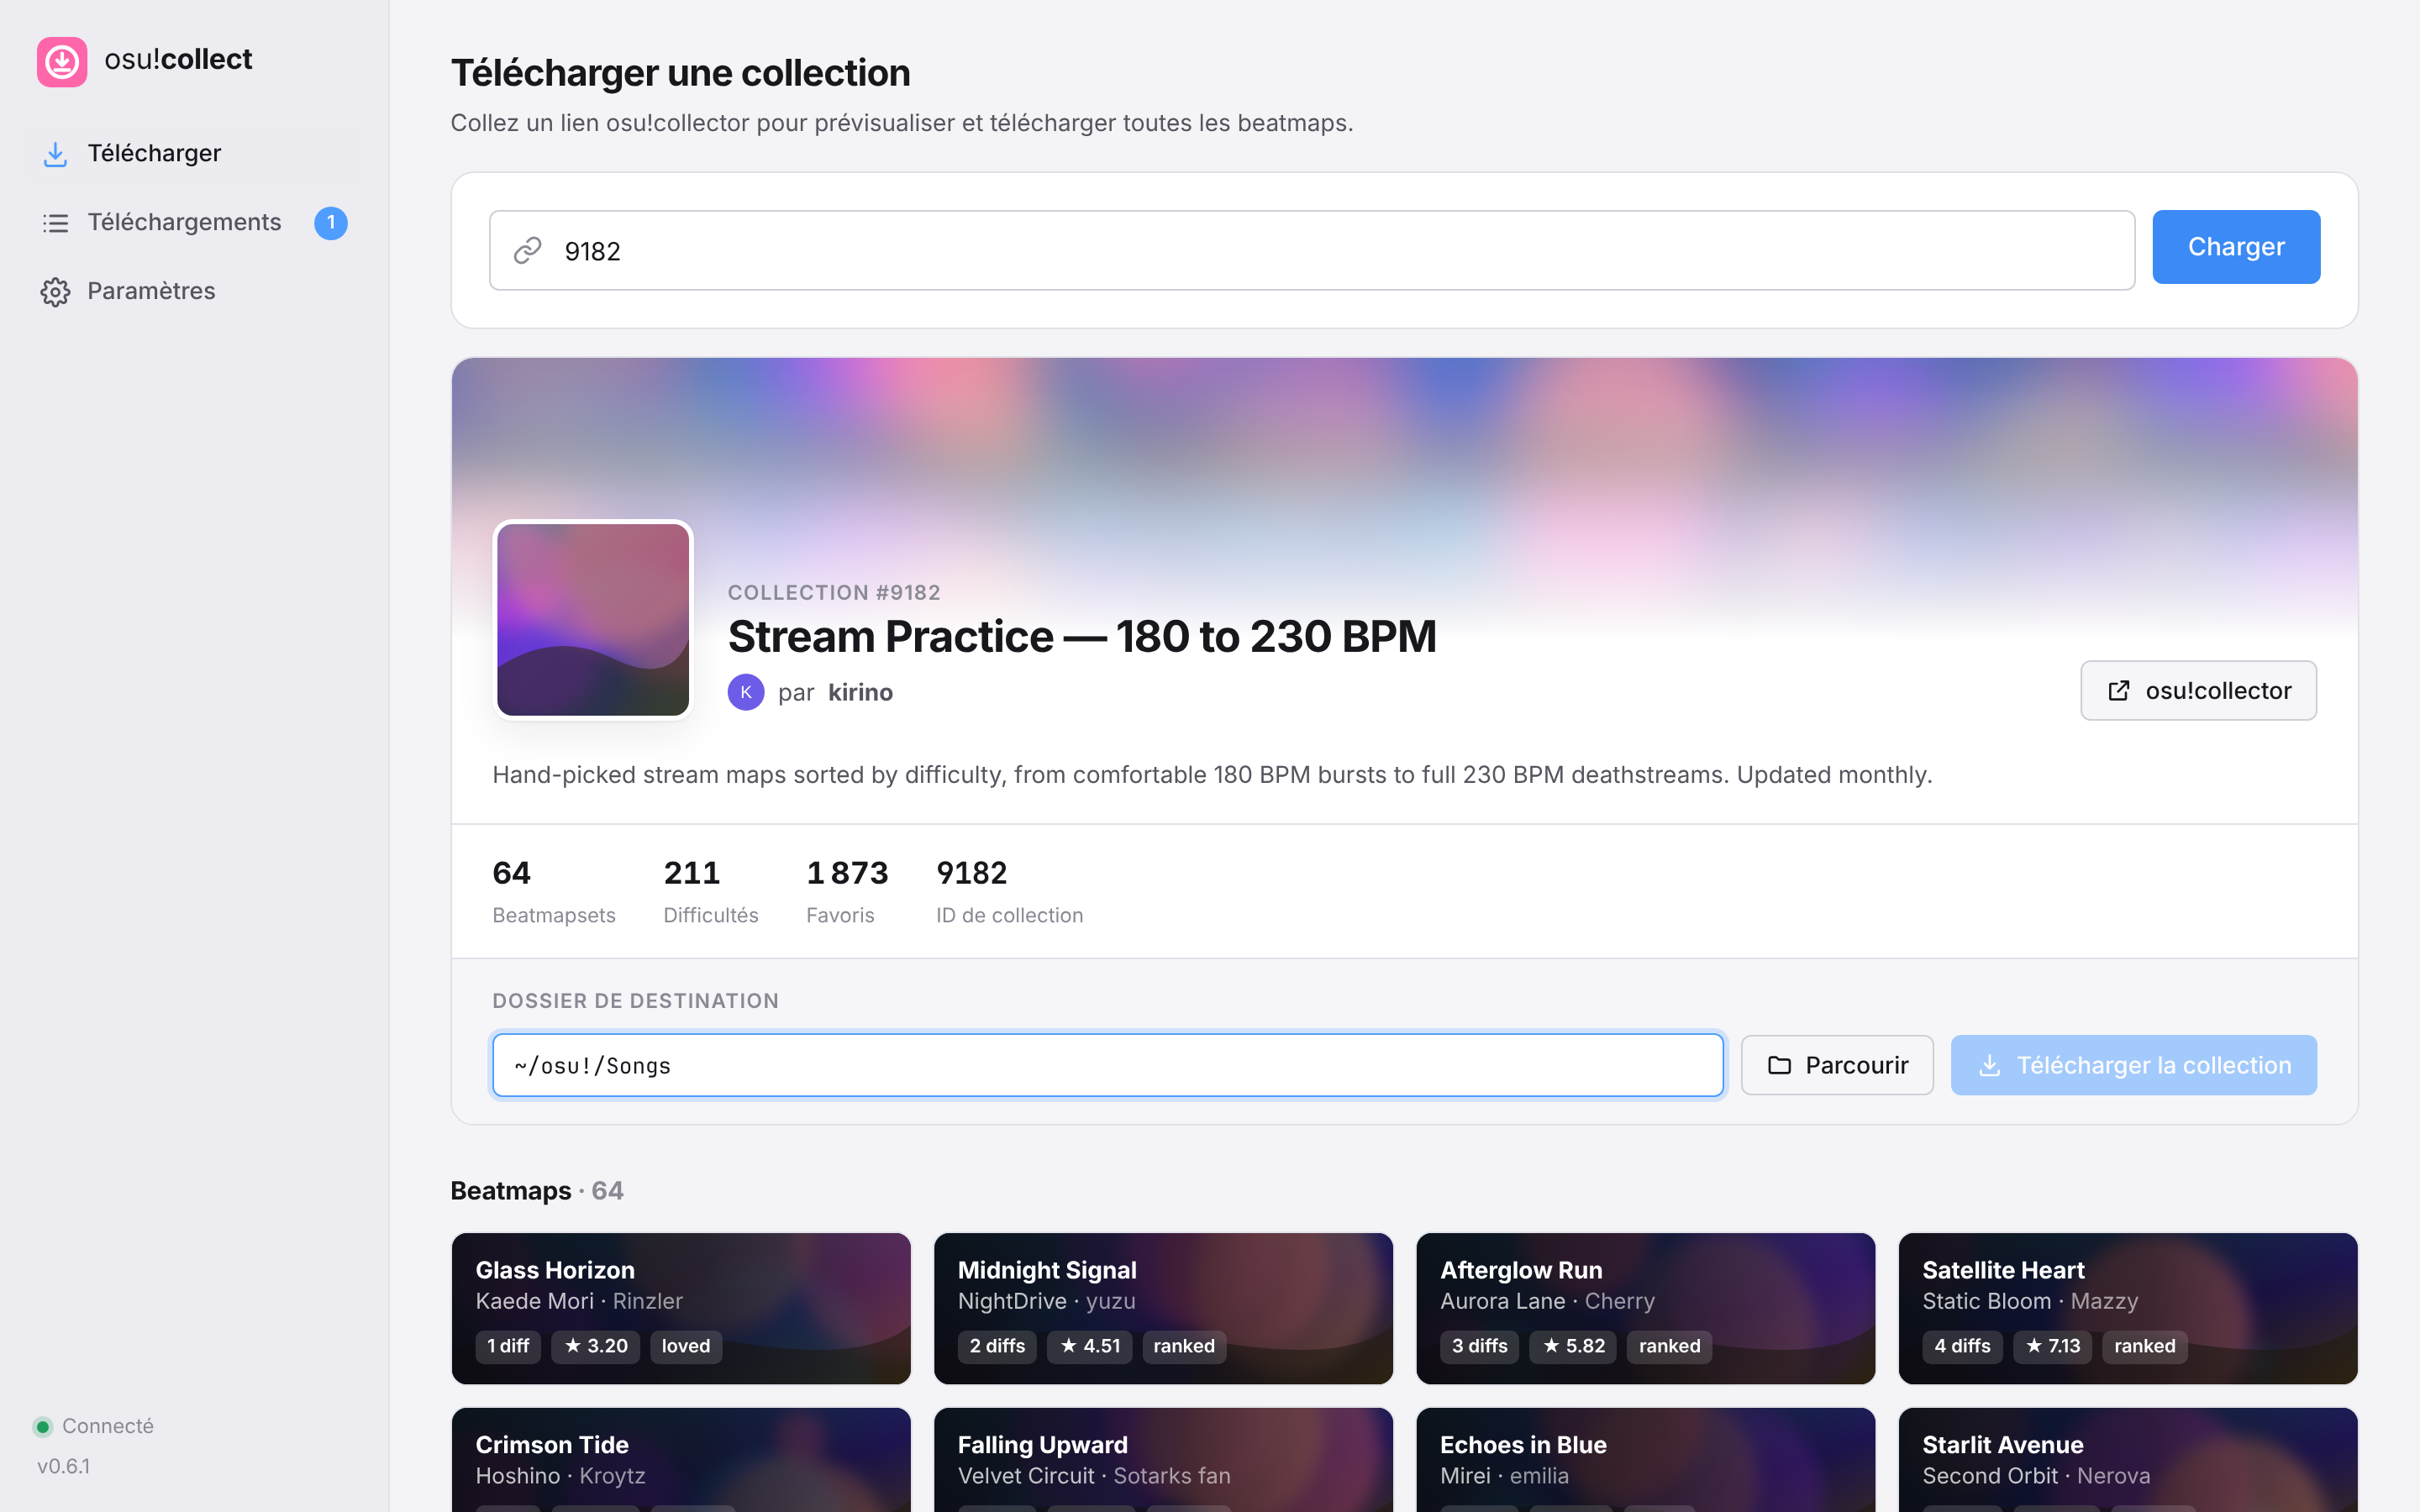 osu!collect
Télécharger
Téléchargements 1
Paramètres
Connecté
v0.6.1
Télécharger une collection
Collez un lien osu!collector pour prévisualiser et télécharger toutes les beatmaps.
9182
Charger
COLLECTION #9182
Stream Practice — 180 to 230 BPM
K par kirino
osu!collector
Hand-picked stream maps sorted by difficulty, from comfortable 180 BPM bursts to full 230 BPM deathstreams. Updated monthly.
64 211 1 873 9182
Beatmapsets Difficultés Favoris ID de collection
DOSSIER DE DESTINATION
~/osu!/Songs
Parcourir
Télécharger la collection
Beatmaps · 64
Glass Horizon
Kaede Mori · Rinzler
1 diff ★ 3.20 loved
Midnight Signal
NightDrive · yuzu
2 diffs ★ 4.51 ranked
Afterglow Run
Aurora Lane · Cherry
3 diffs ★ 5.82 ranked
Satellite Heart
Static Bloom · Mazzy
4 diffs ★ 7.13 ranked
Crimson Tide
Hoshino · Kroytz
Falling Upward
Velvet Circuit · Sotarks fan
Echoes in Blue
Mirei · emilia
Starlit Avenue
Second Orbit · Nerova